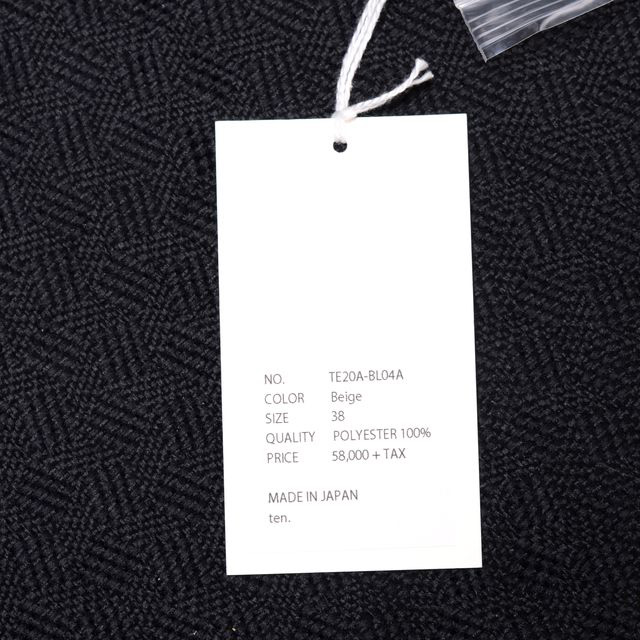 NO. TE20A-BL04A
COLOR Beige
SIZE 38
QUALITY POLYESTER 100%
PRICE 58,000 + TAX
MADE IN JAPAN
ten.